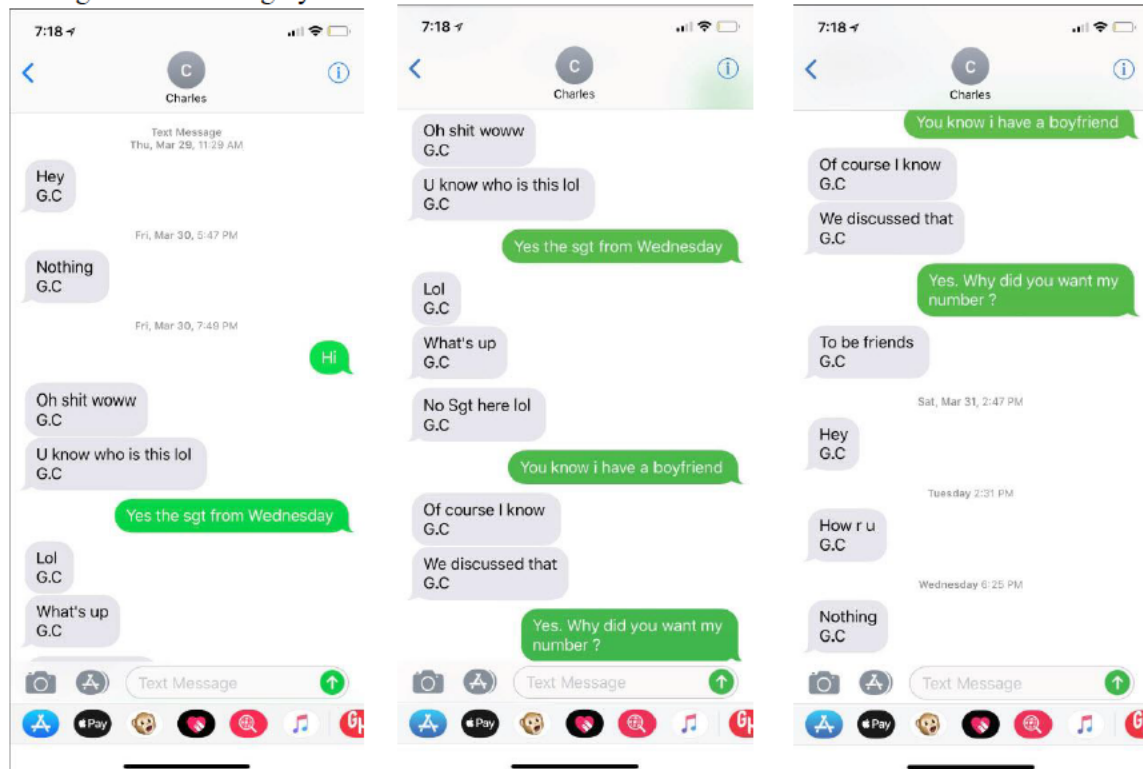 7:18
C
Charles
Text Message
Thu, Mar 29, 11:29 AM
Hey
G.C
Fri, Mar 30, 5:47 PM
Nothing
G.C
Fri, Mar 30, 7:49 PM
Hi
Oh shit woww
G.C
U know who is this lol
G.C
Yes the sgt from Wednesday
Lol
G.C
What's up
G.C
Text Message
Pay
7:18
C
Charles
Oh shit woww
G.C
U know who is this lol
G.C
Yes the sgt from Wednesday
Lol
G.C
What's up
G.C
No Sgt here lol
G.C
You know i have a boyfriend
Of course I know
G.C
We discussed that
G.C
Yes. Why did you want my
number ?
Text Message
Pay
7:18
C
Charles
You know i have a boyfriend
Of course I know
G.C
We discussed that
G.C
Yes. Why did you want my
number ?
To be friends
G.C
Sat, Mar 31, 2:47 PM
Hey
G.C
Tuesday 2:31 PM
How r u
G.C
Wednesday 6:25 PM
Nothing
G.C
Text Message
Pay